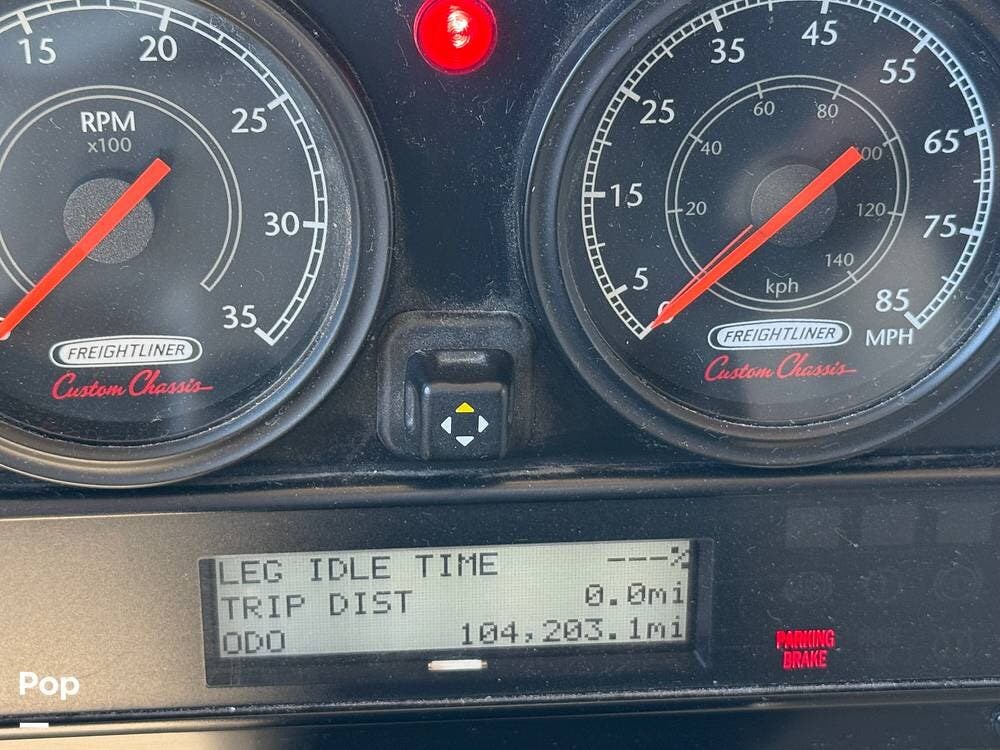 15
20
25
30
35
RPM
x100
FREIGHTLINER
Custom Chassis
5
15
25
35
45
55
65
75
85
MPH
20
40
60
80
120
140
kph
FREIGHTLINER
Custom Chassis
LEG IDLE TIME ---%
TRIP DIST 0.0mi
ODO 104,203.1mi
PARKING
BRAKE
Pop